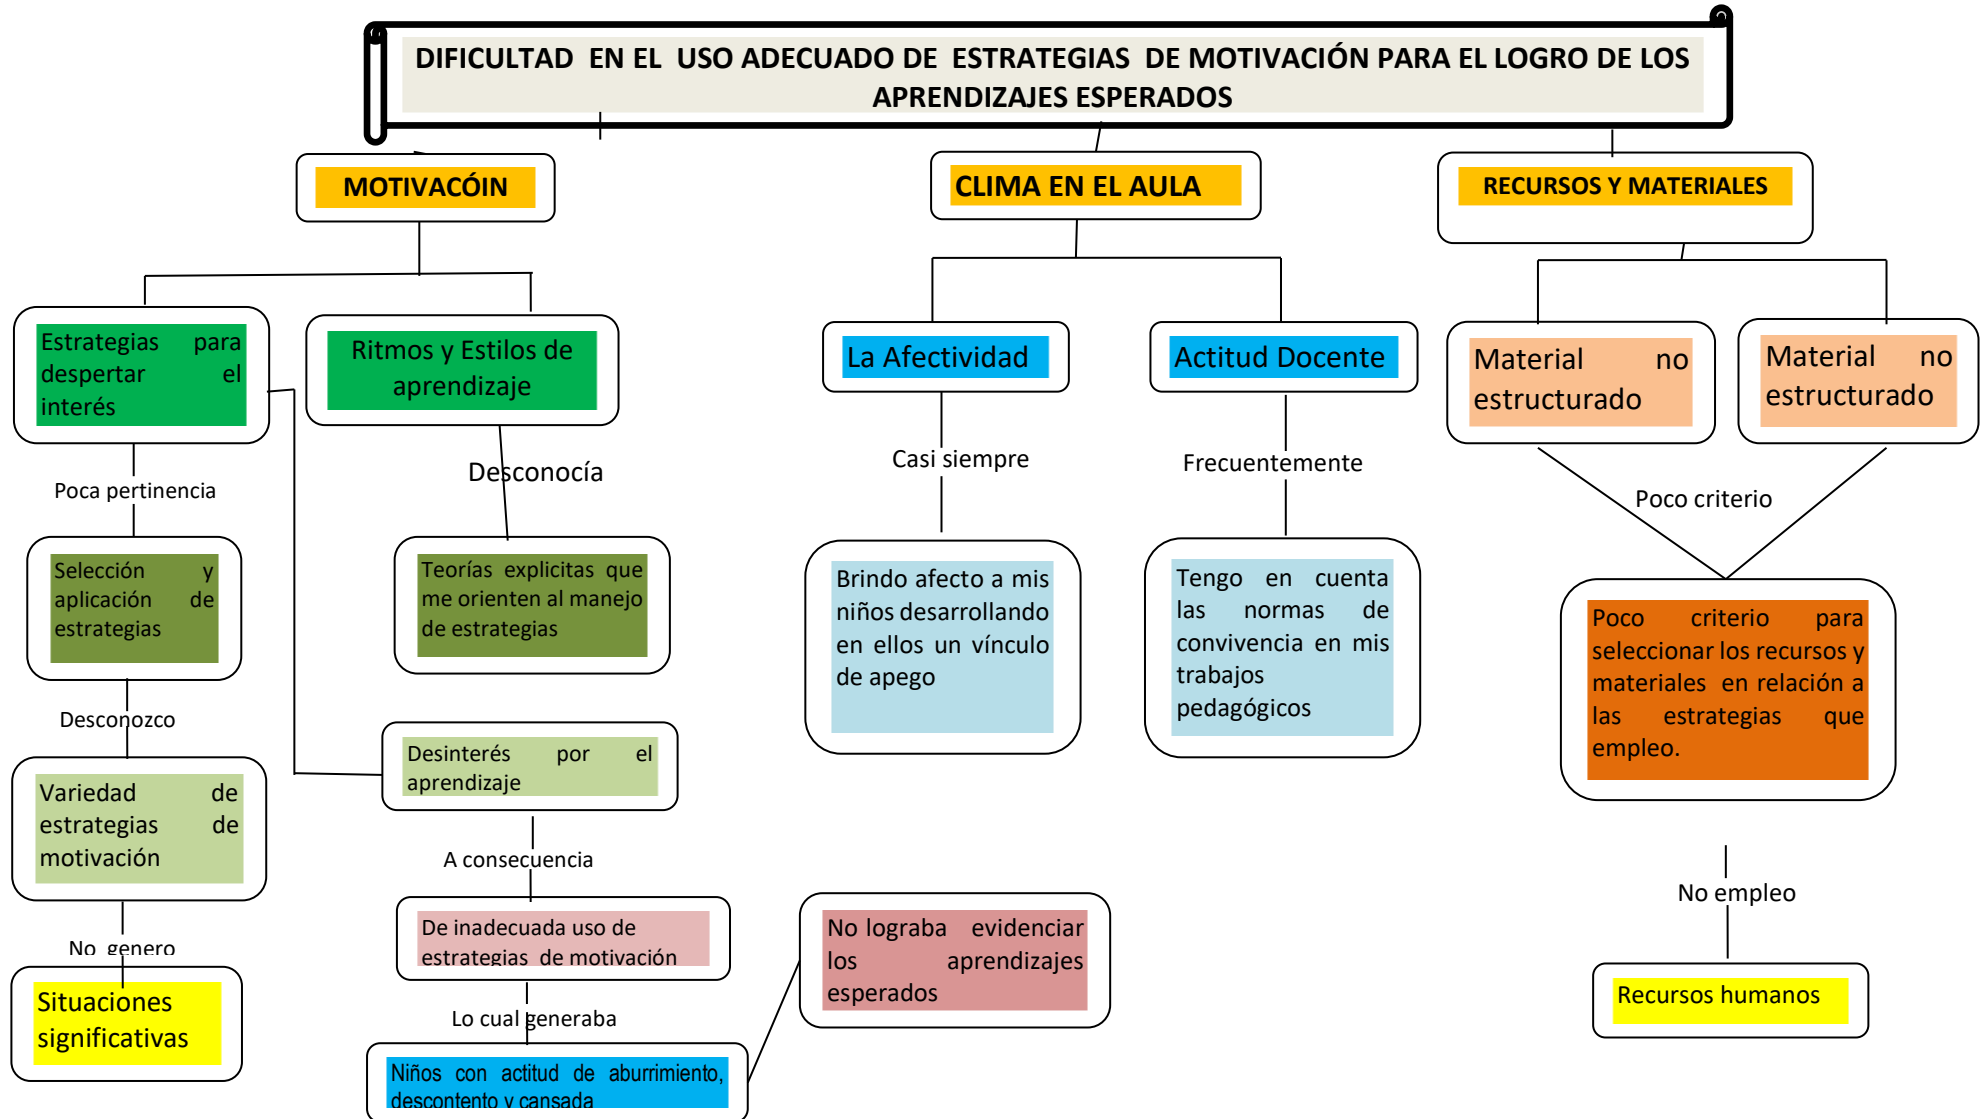 DIFICULTAD EN EL USO ADECUADO DE ESTRATEGIAS DE MOTIVACIÓN PARA EL LOGRO DE LOS
APRENDIZAJES ESPERADOS
MOTIVACÓIN
CLIMA EN EL AULA
RECURSOS Y MATERIALES
Estrategias para
despertar el
interés
Ritmos y Estilos de
aprendizaje
La Afectividad
Actitud Docente
Material no
estructurado
Material no
estructurado
Poca pertinencia
Desconocía
Casi siempre
Frecuentemente
Poco criterio
Selección y
aplicación de
estrategias
Teorías explicitas que
me orienten al manejo
de estrategias
Brindo afecto a mis
niños desarrollando
en ellos un vínculo
de apego
Tengo en cuenta
las normas de
convivencia en mis
trabajos
pedagógicos
Poco criterio para
seleccionar los recursos y
materiales en relación a
las estrategias que
empleo.
Desconozco
Variedad de
estrategias de
motivación
Desinterés por el
aprendizaje
A consecuencia
No empleo
No genero
De inadecuada uso de
estrategias de motivación
No lograba evidenciar
los aprendizajes
esperados
Recursos humanos
Situaciones
significativas
Lo cual generaba
Niños con actitud de aburrimiento,
descontento y cansada